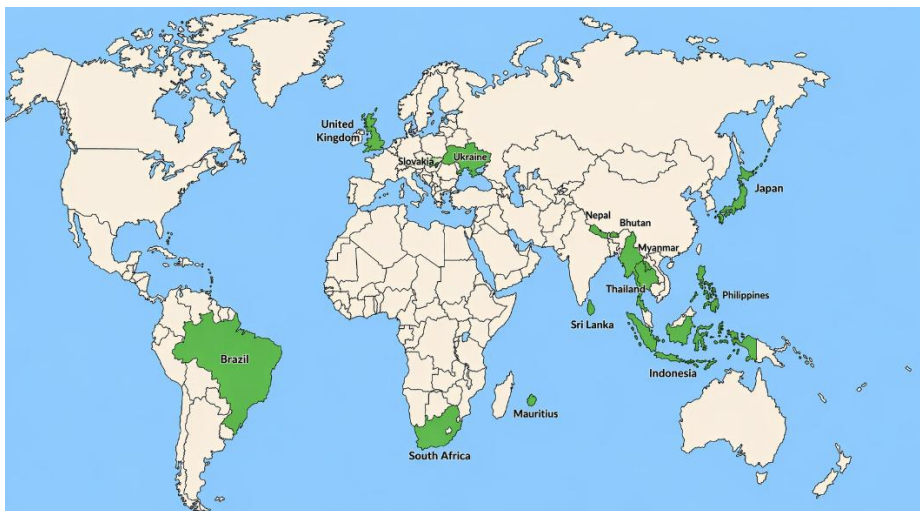 United
Kingdom
Slovakia
Ukraine
Japan
Nepal
Bhutan
Myanmar
Thailand
Philippines
Sri Lanka
Indonesia
Brazil
Mauritius
South Africa